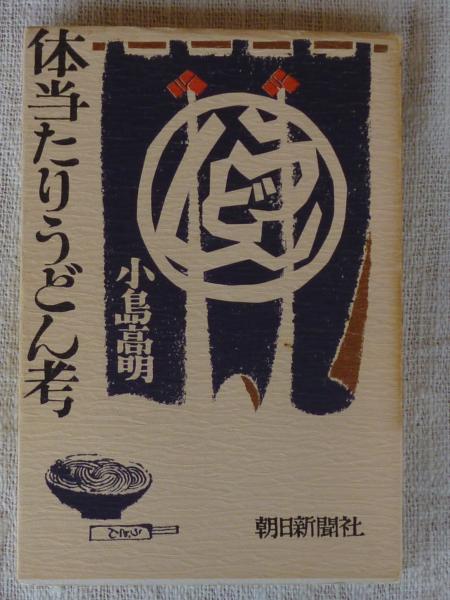 体当たりうどん考
小島高明
朝日新聞社